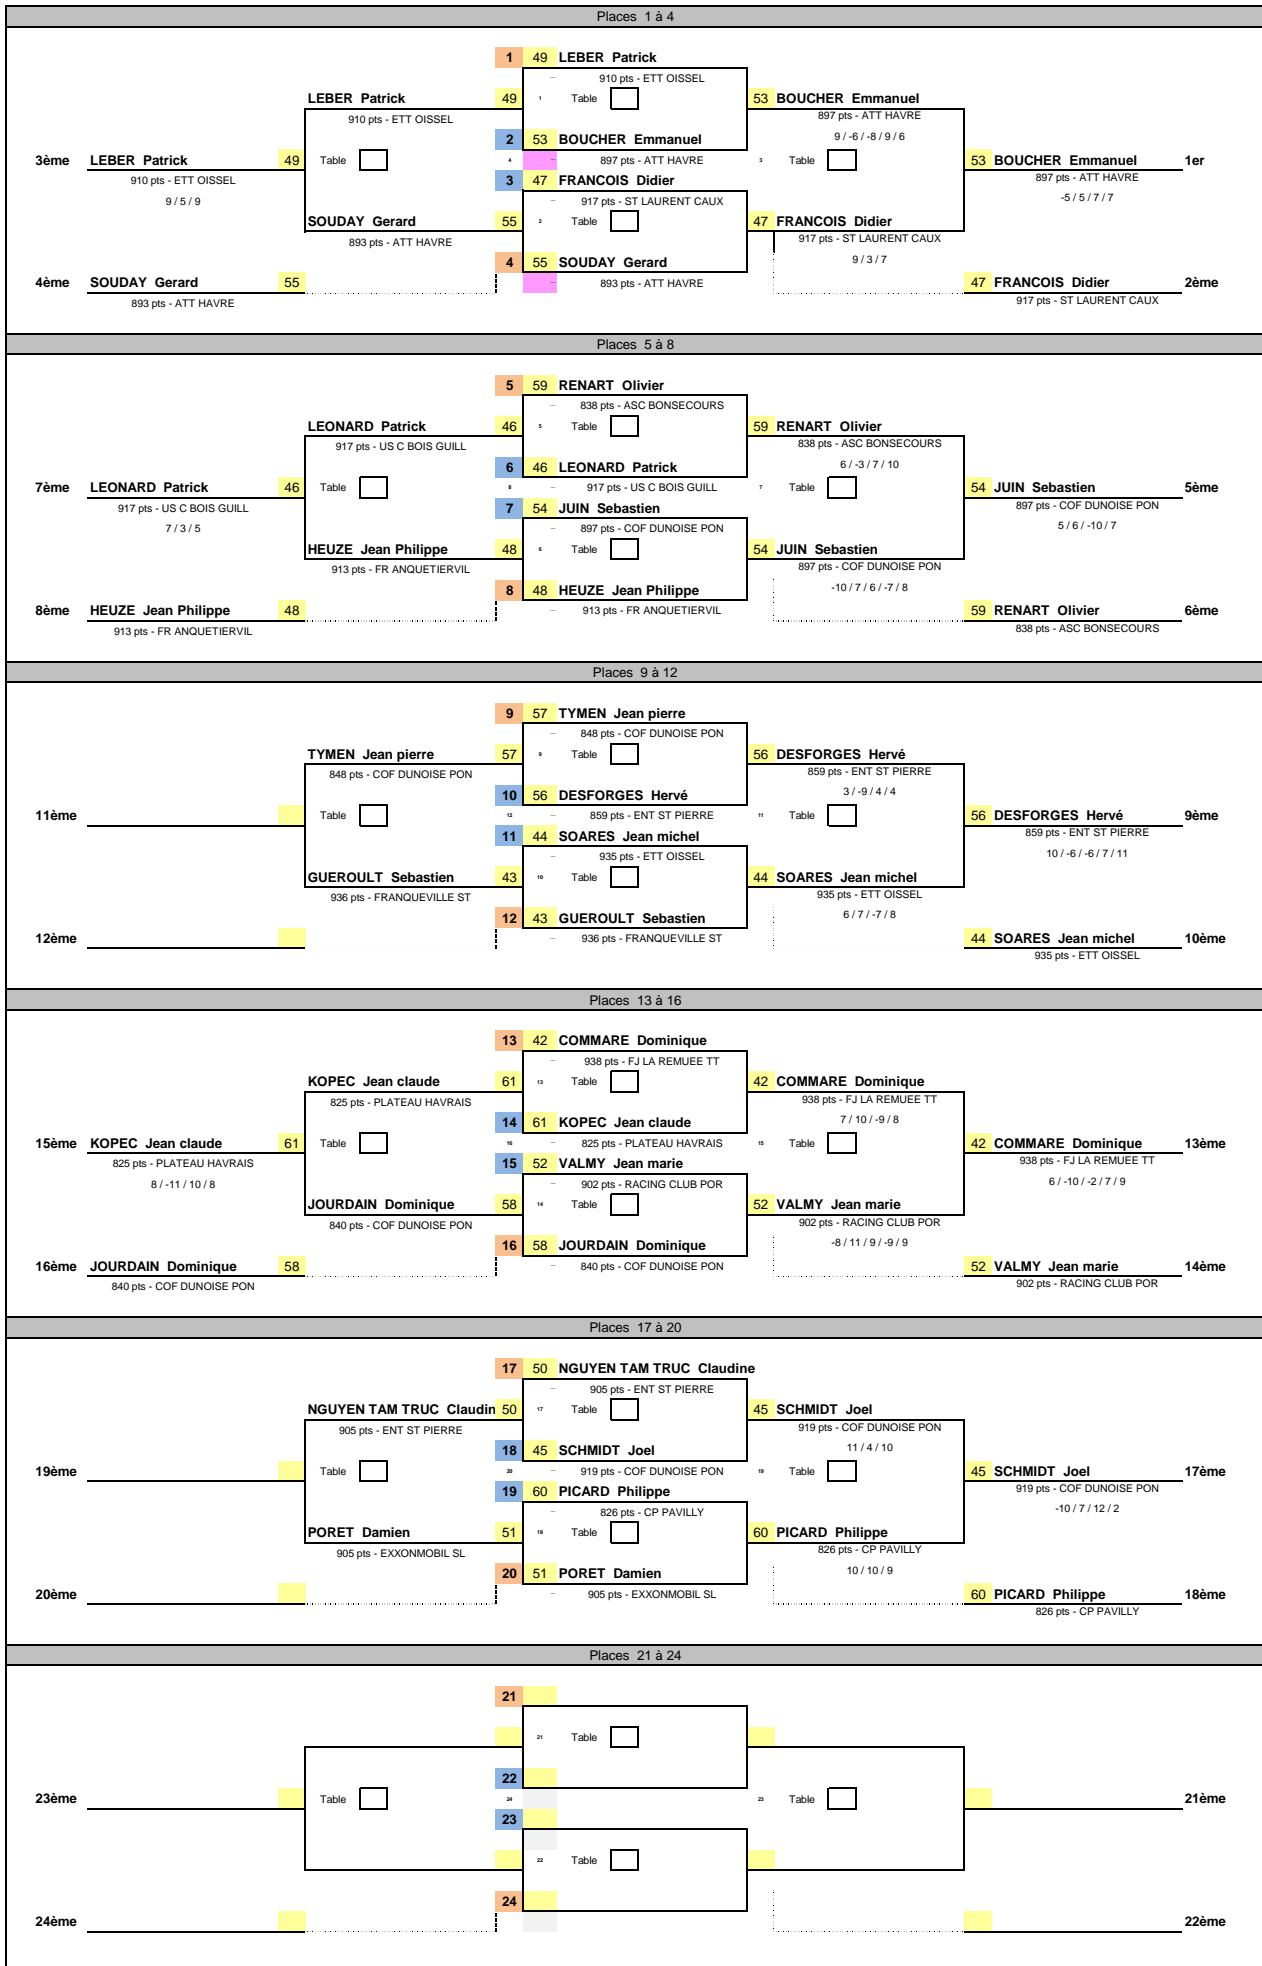 Places 1 à 4
1 49 LEBER Patrick
910 pts - ETT OISSEL
LEBER Patrick 49 1 Table 53 BOUCHER Emmanuel
910 pts - ETT OISSEL 897 pts - ATT HAVRE
2 53 BOUCHER Emmanuel 9 / -6 / -8 / 9 / 6
3ème LEBER Patrick 49 Table 4 897 pts - ATT HAVRE 3 Table 53 BOUCHER Emmanuel 1er
910 pts - ETT OISSEL 3 47 FRANCOIS Didier 897 pts - ATT HAVRE
9 / 5 / 9 917 pts - ST LAURENT CAUX -5 / 5 / 7 / 7
SOUDAY Gerard 55 2 Table 47 FRANCOIS Didier
893 pts - ATT HAVRE 917 pts - ST LAURENT CAUX
4 55 SOUDAY Gerard 9 / 3 / 7
4ème SOUDAY Gerard 55 893 pts - ATT HAVRE 47 FRANCOIS Didier 2ème
893 pts - ATT HAVRE 917 pts - ST LAURENT CAUX
Places 5 à 8
5 59 RENART Olivier
838 pts - ASC BONSECOURS
LEONARD Patrick 46 5 Table 59 RENART Olivier
917 pts - US C BOIS GUILL 838 pts - ASC BONSECOURS
6 46 LEONARD Patrick 6 / -3 / 7 / 10
7ème LEONARD Patrick 46 Table 8 917 pts - US C BOIS GUILL 7 Table 54 JUIN Sebastien 5ème
917 pts - US C BOIS GUILL 7 54 JUIN Sebastien 897 pts - COF DUNOISE PON
7 / 3 / 5 897 pts - COF DUNOISE PON 5 / 6 / -10 / 7
HEUZE Jean Philippe 48 6 Table 54 JUIN Sebastien
913 pts - FR ANQUETIERVIL 897 pts - COF DUNOISE PON
8 48 HEUZE Jean Philippe -10 / 7 / 6 / -7 / 8
8ème HEUZE Jean Philippe 48 913 pts - FR ANQUETIERVIL 59 RENART Olivier 6ème
913 pts - FR ANQUETIERVIL 838 pts - ASC BONSECOURS
Places 9 à 12
9 57 TYMEN Jean pierre
848 pts - COF DUNOISE PON
TYMEN Jean pierre 57 9 Table 56 DESFORGES Hervé
848 pts - COF DUNOISE PON 859 pts - ENT ST PIERRE
10 56 DESFORGES Hervé 3 / -9 / 4 / 4
11ème Table 12 859 pts - ENT ST PIERRE 11 Table 56 DESFORGES Hervé 9ème
11 44 SOARES Jean michel 859 pts - ENT ST PIERRE
935 pts - ETT OISSEL 10 / -6 / -6 / 7 / 11
GUEROULT Sebastien 43 10 Table 44 SOARES Jean michel
936 pts - FRANQUEVILLE ST 935 pts - ETT OISSEL
12 43 GUEROULT Sebastien 6 / 7 / -7 / 8
12ème 936 pts - FRANQUEVILLE ST 44 SOARES Jean michel 10ème
935 pts - ETT OISSEL
Places 13 à 16
13 42 COMMARE Dominique
938 pts - FJ LA REMUEE TT
KOPEC Jean claude 61 13 Table 42 COMMARE Dominique
825 pts - PLATEAU HAVRAIS 938 pts - FJ LA REMUEE TT
14 61 KOPEC Jean claude 7 / 10 / -9 / 8
15ème KOPEC Jean claude 61 Table 16 825 pts - PLATEAU HAVRAIS 15 Table 42 COMMARE Dominique 13ème
825 pts - PLATEAU HAVRAIS 15 52 VALMY Jean marie 938 pts - FJ LA REMUEE TT
8 / -11 / 10 / 8 902 pts - RACING CLUB POR 6 / -10 / -2 / 7 / 9
JOURDAIN Dominique 58 14 Table 52 VALMY Jean marie
840 pts - COF DUNOISE PON 902 pts - RACING CLUB POR
16 58 JOURDAIN Dominique -8 / 11 / 9 / -9 / 9
16ème JOURDAIN Dominique 58 840 pts - COF DUNOISE PON 52 VALMY Jean marie 14ème
840 pts - COF DUNOISE PON 902 pts - RACING CLUB POR
Places 17 à 20
17 50 NGUYEN TAM TRUC Claudine
905 pts - ENT ST PIERRE
NGUYEN TAM TRUC Claudin 50 17 Table 45 SCHMIDT Joel
905 pts - ENT ST PIERRE 919 pts - COF DUNOISE PON
18 45 SCHMIDT Joel 11 / 4 / 10
19ème Table 20 919 pts - COF DUNOISE PON 19 Table 45 SCHMIDT Joel 17ème
19 60 PICARD Philippe 919 pts - COF DUNOISE PON
826 pts - CP PAVILLY -10 / 7 / 12 / 2
PORET Damien 51 18 Table 60 PICARD Philippe
905 pts - EXXONMOBIL SL 826 pts - CP PAVILLY
20 51 PORET Damien 10 / 10 / 9
20ème 905 pts - EXXONMOBIL SL 60 PICARD Philippe 18ème
826 pts - CP PAVILLY
Places 21 à 24
21
21 Table
22
23ème Table 24 23 Table 21ème
23
22 Table
24
24ème 22ème